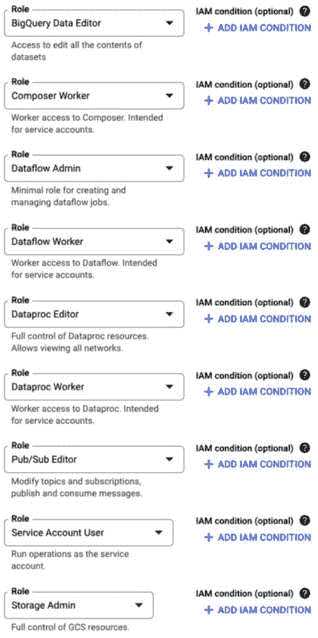 Role
IAM condition (optional) ?
BigQuery Data Editor
+ ADD IAM CONDITION
Access to edit all the contents of
datasets
Role
IAM condition (optional) ?
Composer Worker
+ ADD IAM CONDITION
Worker access to Composer. Intended
for service accounts.
Role
IAM condition (optional) ?
Dataflow Admin
+ ADD IAM CONDITION
Minimal role for creating and
managing dataflow jobs.
Role
IAM condition (optional) ?
Dataflow Worker
+ ADD IAM CONDITION
Worker access to Dataflow. Intended
for service accounts.
Role
IAM condition (optional) ?
Dataproc Editor
+ ADD IAM CONDITION
Full control of Dataproc resources.
Allows viewing all networks.
Role
IAM condition (optional) ?
Dataproc Worker
+ ADD IAM CONDITION
Worker access to Dataproc. Intended
for service accounts.
Role
IAM condition (optional) ?
Pub/Sub Editor
+ ADD IAM CONDITION
Modify topics and subscriptions,
publish and consume messages.
Role
IAM condition (optional) ?
Service Account User
+ ADD IAM CONDITION
Run operations as the service
account.
Role
IAM condition (optional) ?
Storage Admin
+ ADD IAM CONDITION
Full control of GCS resources.